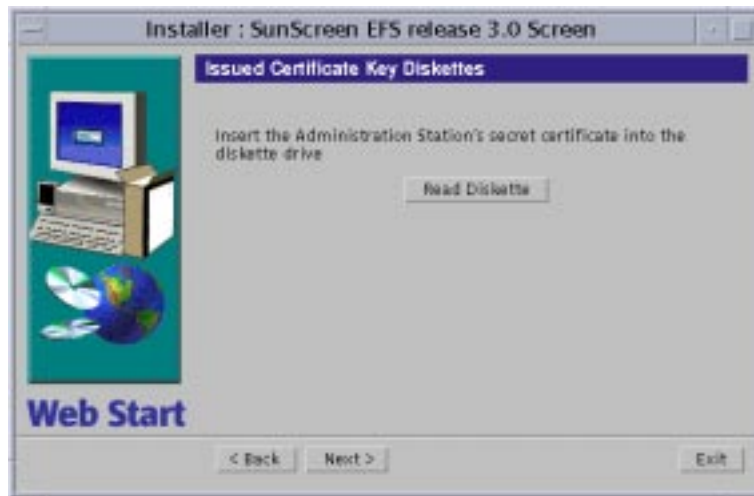 Installer : SunScreen EFS release 3.0 Screen
Issued Certificate Key Diskettes
Insert the Administration Station's secret certificate into the
diskette drive
Read Diskette
Web Start
< Back
Next >
Exit